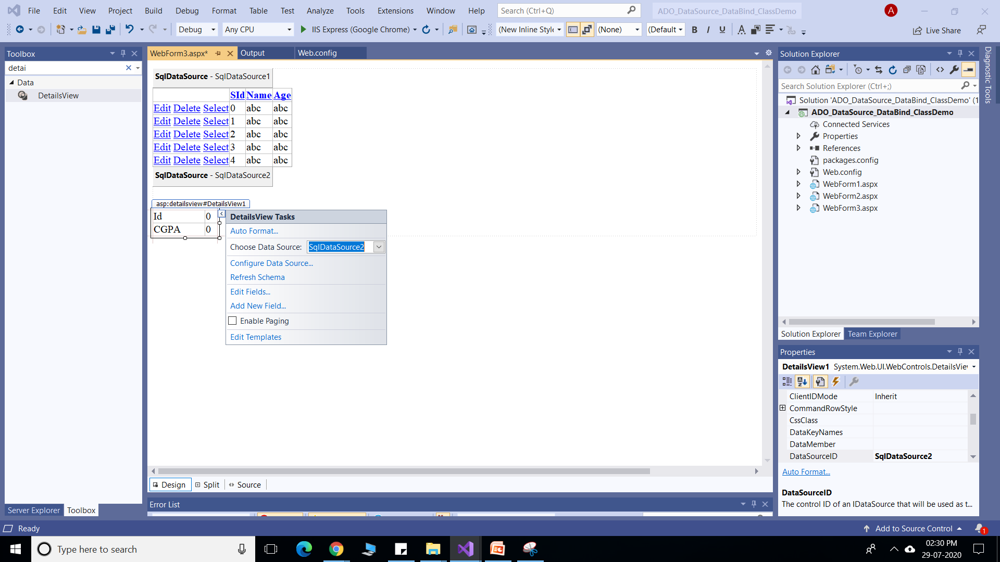 File Edit View Project Build Debug Format Table Test Analyze Tools Extensions Window Help Search (Ctrl+Q) ADO_DataSource_DataBind_ClassDemo A
Debug Any CPU IIS Express (Google Chrome) (New Inline Style (None) (Default B I U A Live Share
Toolbox
detai
Data
DetailsView
Server Explorer Toolbox
WebForm3.aspx* Output Web.config
SqlDataSource - SqlDataSource1
SId Name Age
Edit Delete Select 0 abc abc
Edit Delete Select 1 abc abc
Edit Delete Select 2 abc abc
Edit Delete Select 3 abc abc
Edit Delete Select 4 abc abc
SqlDataSource - SqlDataSource2
asp:detailsview#DetailsView1
Id 0
CGPA 0
DetailsView Tasks
Auto Format...
Choose Data Source: SqlDataSource2
Configure Data Source...
Refresh Schema
Edit Fields...
Add New Field...
Enable Paging
Edit Templates
Design Split Source
Error List
Solution Explorer
Search Solution Explorer (Ctrl+;)
Solution 'ADO_DataSource_DataBind_ClassDemo' (1
ADO_DataSource_DataBind_ClassDemo
Connected Services
Properties
References
packages.config
Web.config
WebForm1.aspx
WebForm2.aspx
WebForm3.aspx
Solution Explorer Team Explorer
Properties
DetailsView1 System.Web.UI.WebControls.DetailsView
ClientIDMode Inherit
CommandRowStyle
CssClass
DataKeyNames
DataMember
DataSourceID SqlDataSource2
Auto Format...
DataSourceID
The control ID of an IDataSource that will be used as t...
Diagnostic Tools
Ready Add to Source Control 1
Type here to search 02:30 PM
29-07-2020